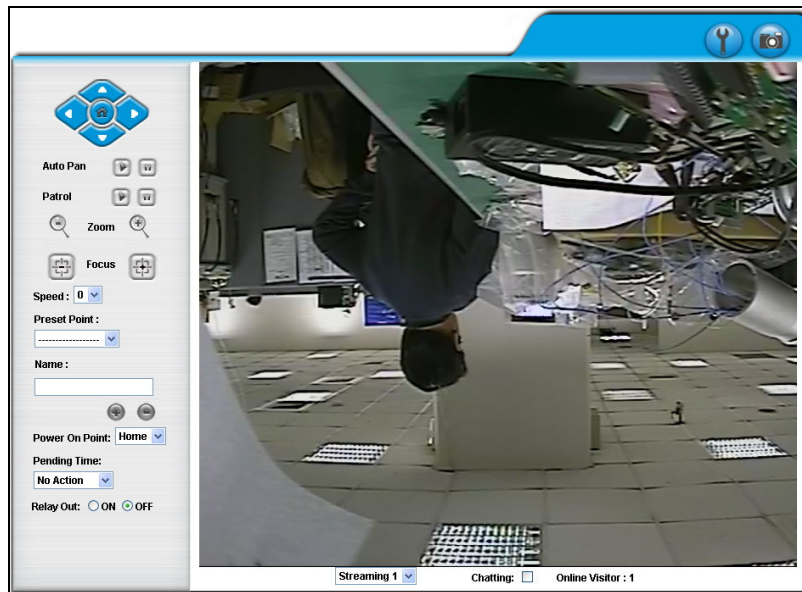 Auto Pan
Patrol
Zoom
Focus
Speed : 0
Preset Point :
------------------
Name :
Power On Point: Home
Pending Time:
No Action
Relay Out: ON OFF
Streaming 1 Chatting: Online Visitor : 1